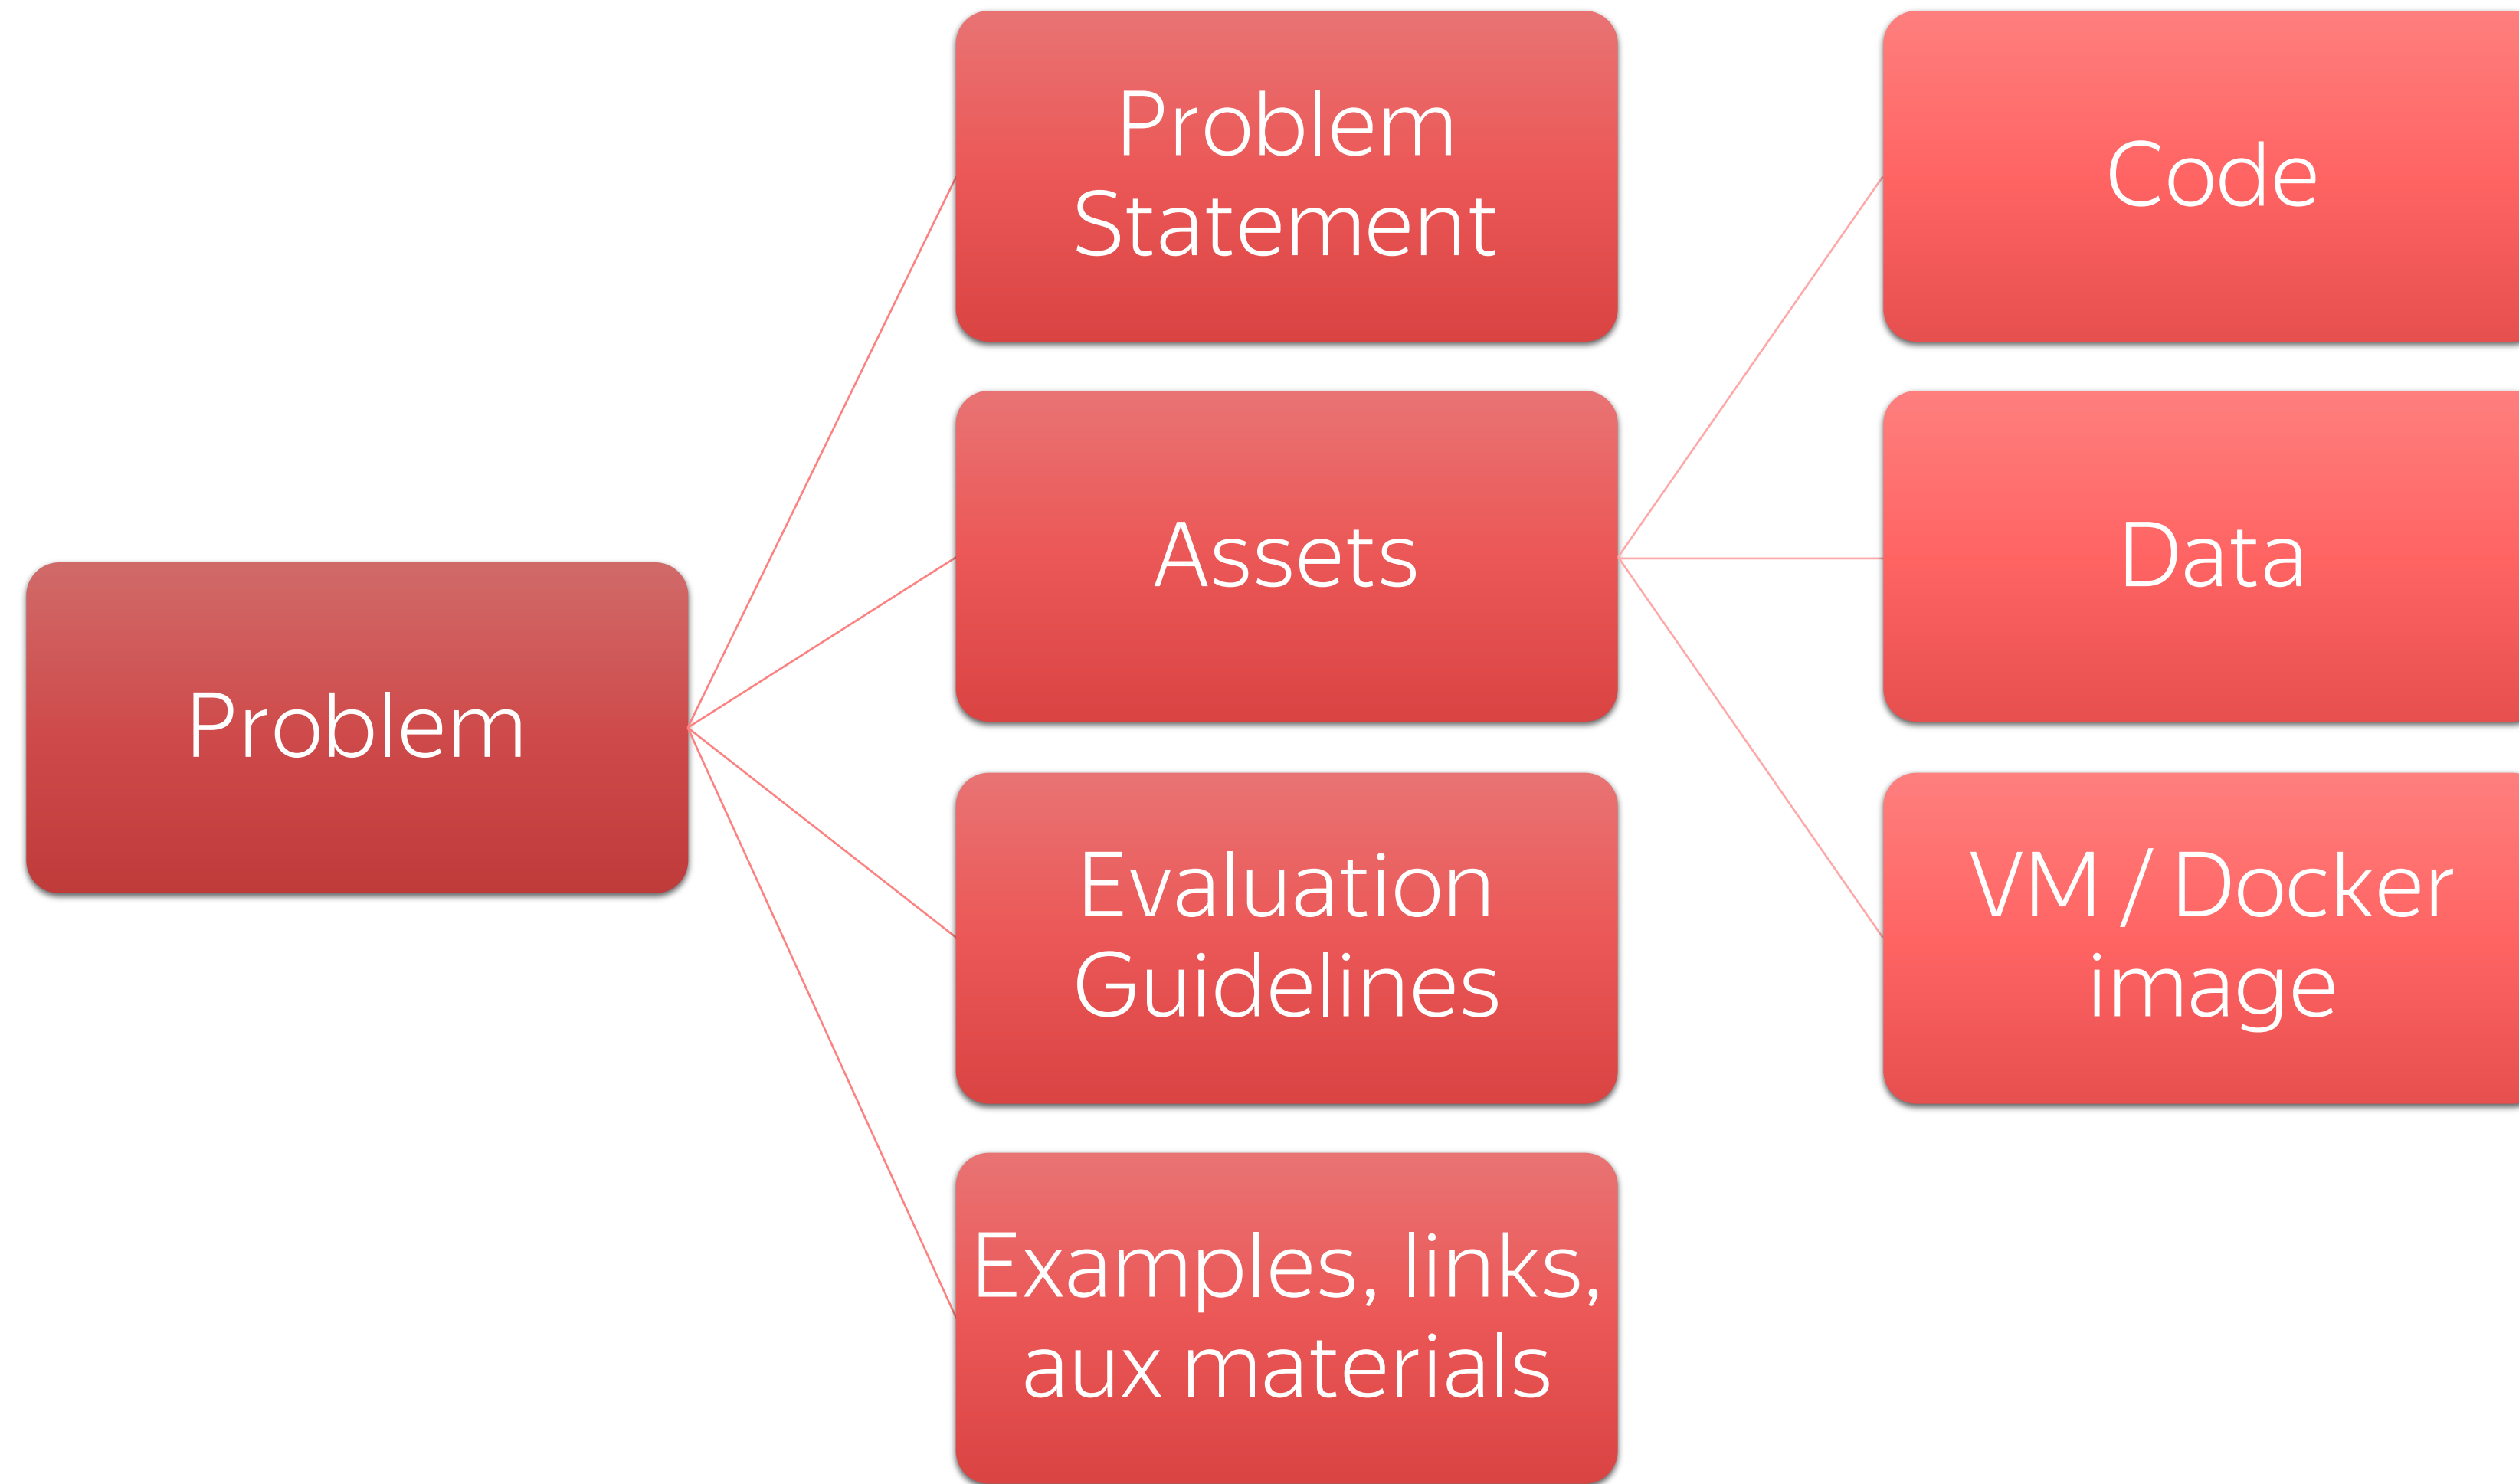 Problem
Problem
Statement
Assets
Evaluation
Guidelines
Examples, links,
aux materials
Code
Data
VM / Docker
image